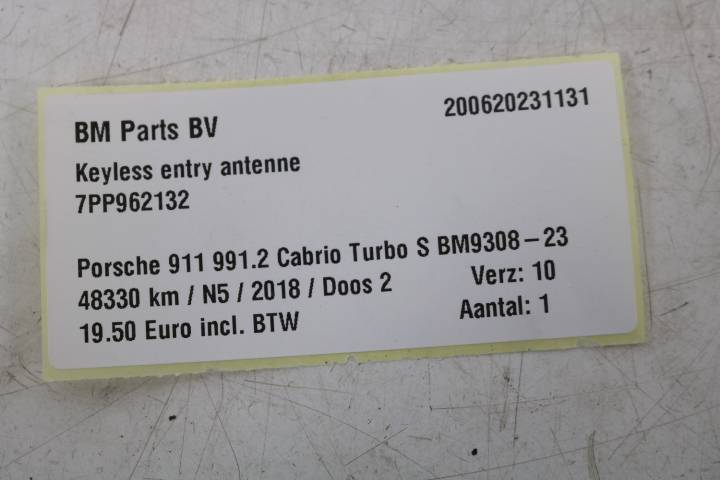 BM Parts BV
200620231131
Keyless entry antenne
7PP962132
Porsche 911 991.2 Cabrio Turbo S BM9308-23
48330 km / N5 / 2018 / Doos 2 Verz: 10
19.50 Euro incl. BTW Aantal: 1